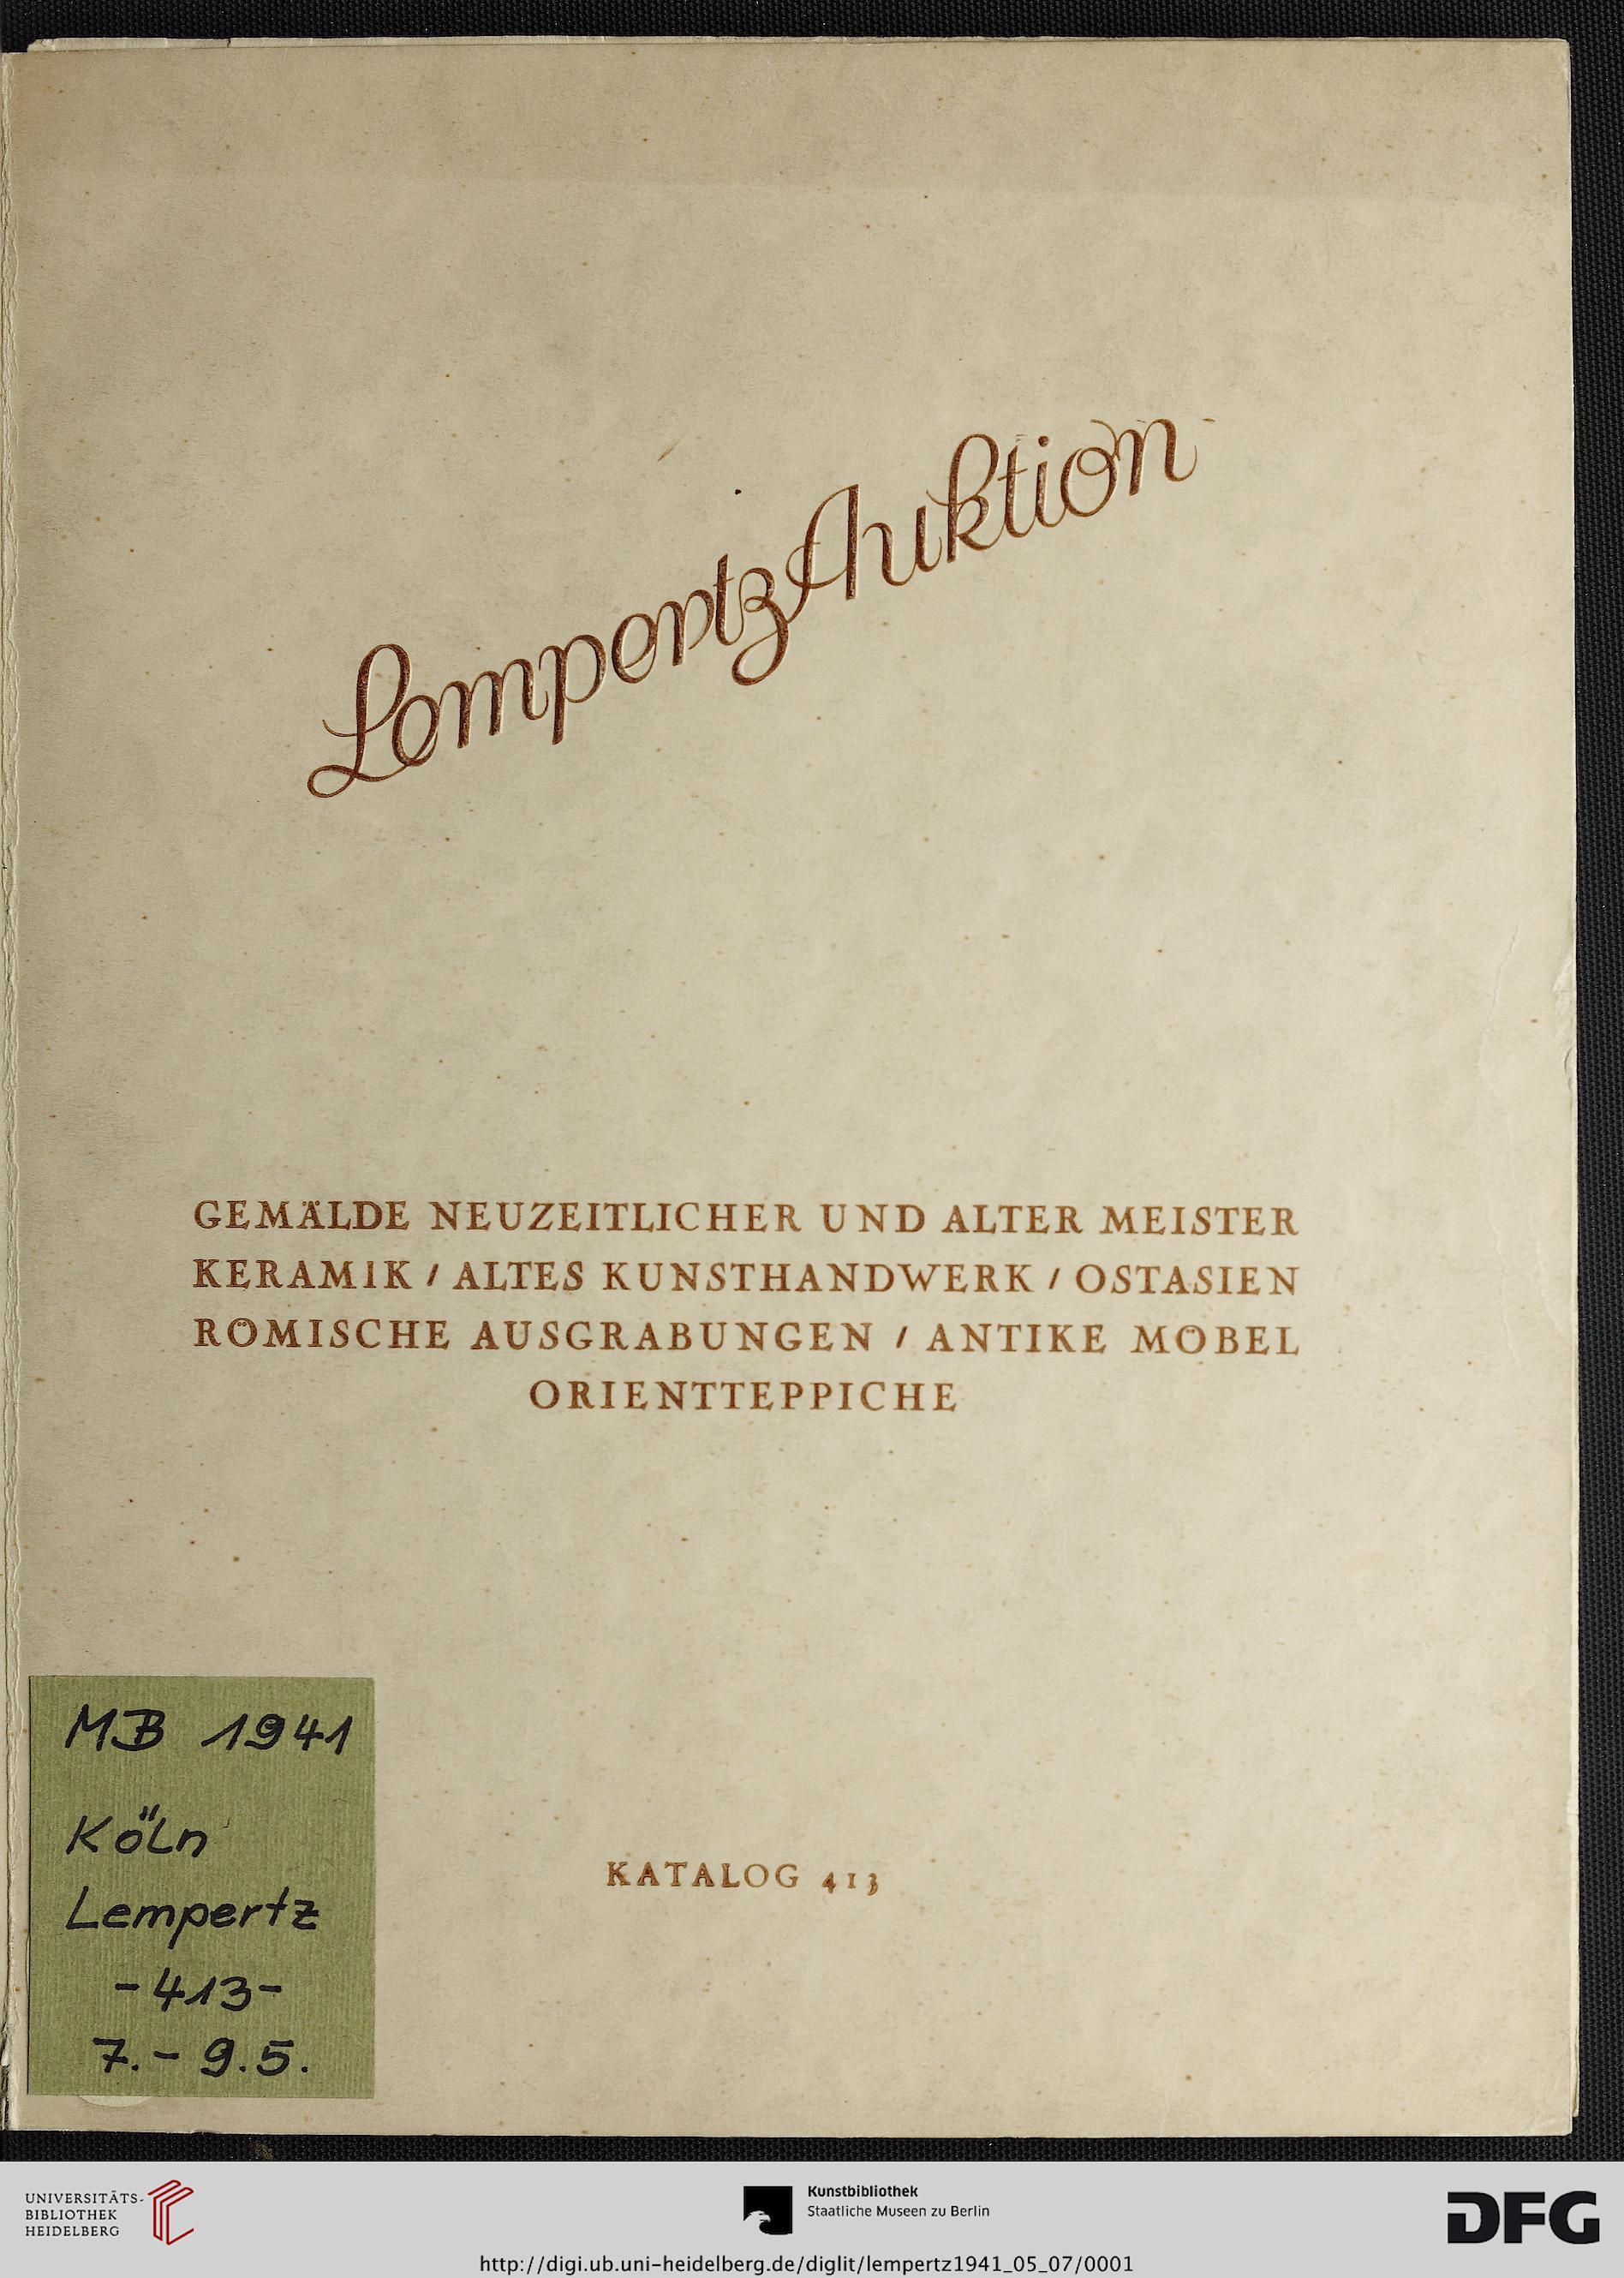 Lempertz Auktion
GEMÄLDE NEUZEITLICHER UND ALTER MEISTER
KERAMIK / ALTES KUNSTHANDWERK / OSTASIEN
RÖMISCHE AUSGRABUNGEN / ANTIKE MÖBEL
ORIENTTEPPICHE
KATALOG 413
MB 1941
Köln
Lempertz
-413-
7.- 9.5.
UNIVERSITÄTS-
BIBLIOTHEK
HEIDELBERG
Kunstbibliothek
Staatliche Museen zu Berlin
DFG
http://digi.ub.uni-heidelberg.de/diglit/lempertz1941_05_07/0001